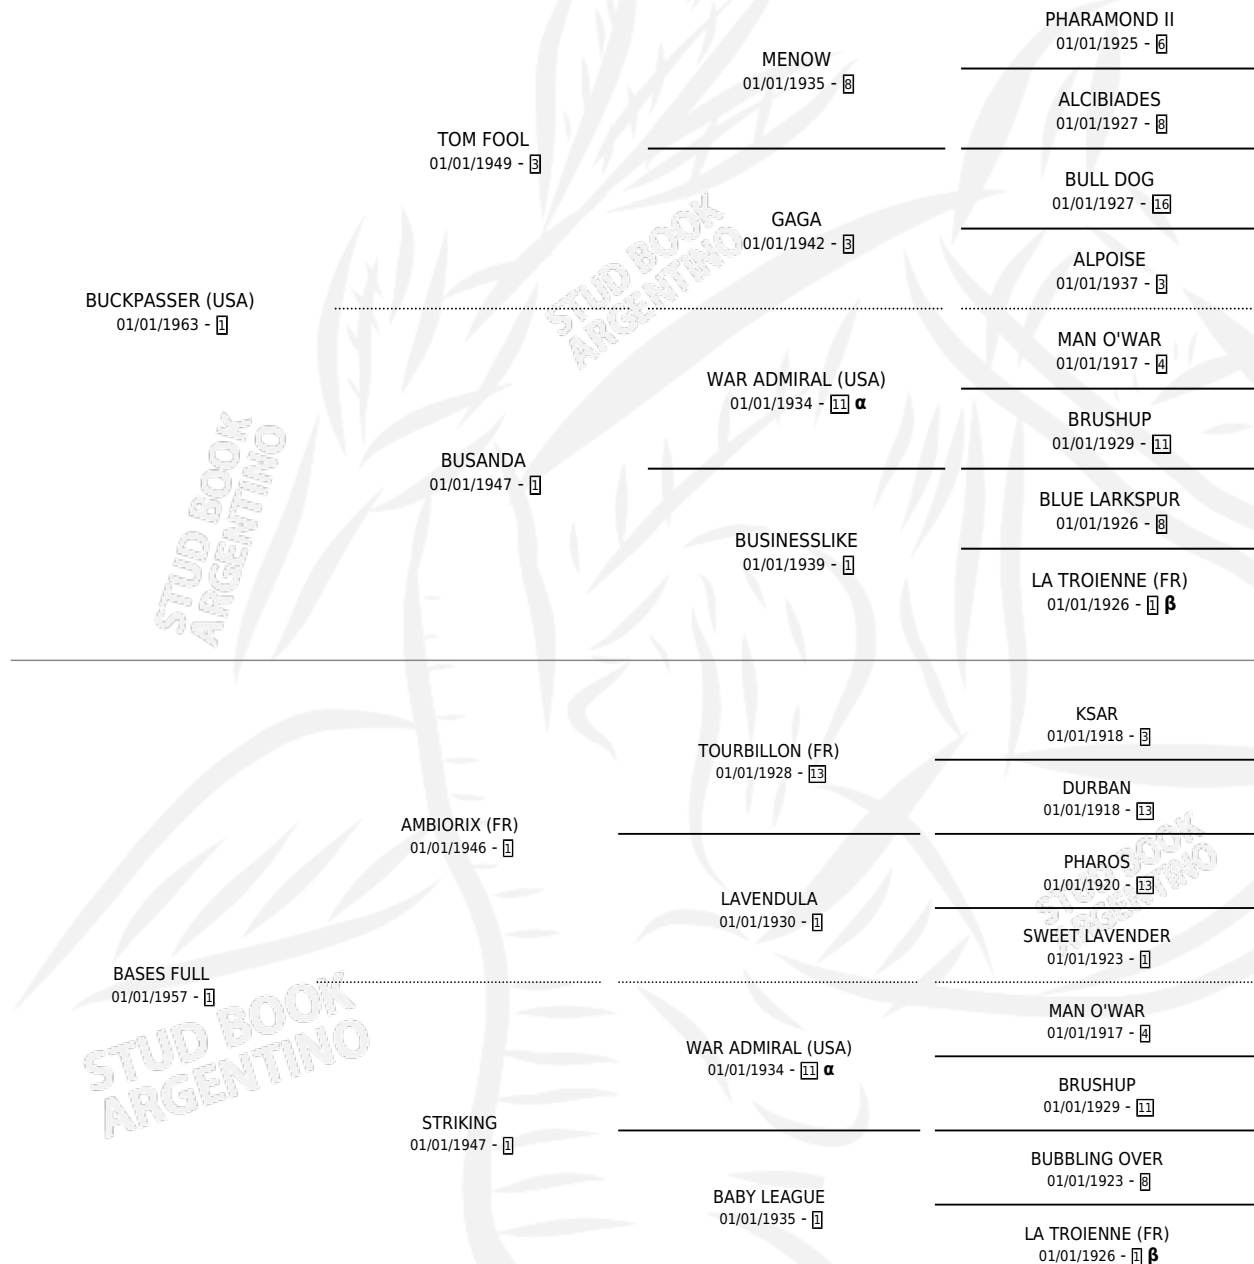 PHARAMOND II
01/01/1925 - 6
MENOW
01/01/1935 - 8
ALCIBIADES
01/01/1927 - 8
TOM FOOL
01/01/1949 - 3
BULL DOG
01/01/1927 - 16
GAGA
01/01/1942 - 3
ALPOISE
01/01/1937 - 3
BUCKPASSER (USA)
01/01/1963 - 1
MAN O'WAR
01/01/1917 - 4
WAR ADMIRAL (USA)
01/01/1934 - 11 α
BRUSHUP
01/01/1929 - 11
BUSANDA
01/01/1947 - 1
BLUE LARKSPUR
01/01/1926 - 8
BUSINESSLIKE
01/01/1939 - 1
LA TROIENNE (FR)
01/01/1926 - 1 β
KSAR
01/01/1918 - 3
TOURBILLON (FR)
01/01/1928 - 13
DURBAN
01/01/1918 - 13
AMBIORIX (FR)
01/01/1946 - 1
PHAROS
01/01/1920 - 13
LAVENDULA
01/01/1930 - 1
SWEET LAVENDER
01/01/1923 - 1
BASES FULL
01/01/1957 - 1
MAN O'WAR
01/01/1917 - 4
WAR ADMIRAL (USA)
01/01/1934 - 11 α
BRUSHUP
01/01/1929 - 11
STRIKING
01/01/1947 - 1
BUBBLING OVER
01/01/1923 - 8
BABY LEAGUE
01/01/1935 - 1
LA TROIENNE (FR)
01/01/1926 - 1 β
STUD BOOK
ARGENTINO
STUD BOOK
ARGENTINO
STUD BOOK
ARGENTINO
STUD BOOK
ARGENTINO